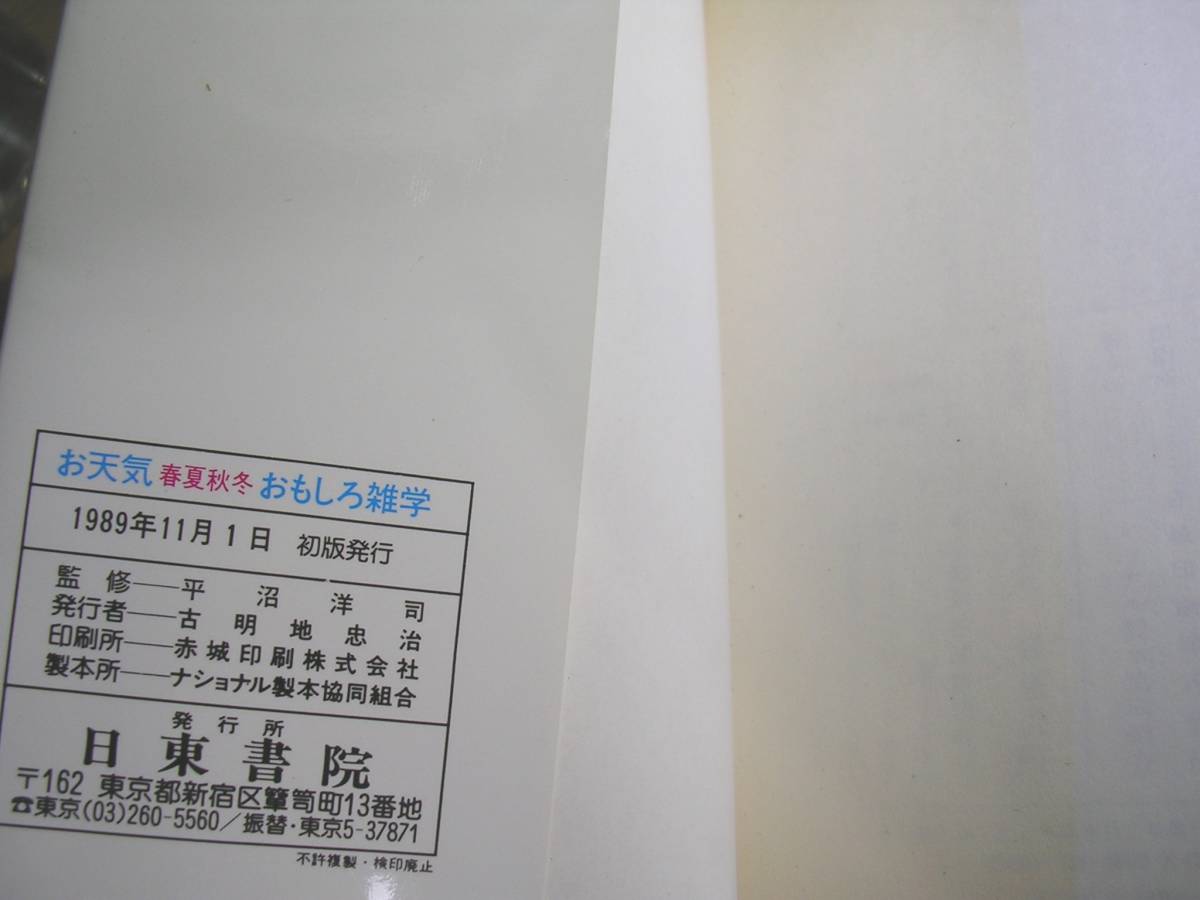 お天気 春夏秋冬 おもしろ雑学
1989年11月1日 初版発行
監修――平沼洋司
発行者――古明地忠治
印刷所――赤城印刷株式会社
製本所――ナショナル製本協同組合
発行所
日東書院
〒162 東京都新宿区簞笥町13番地
☎東京(03)260-5560/振替・東京5-37871
不許複製・検印廃止